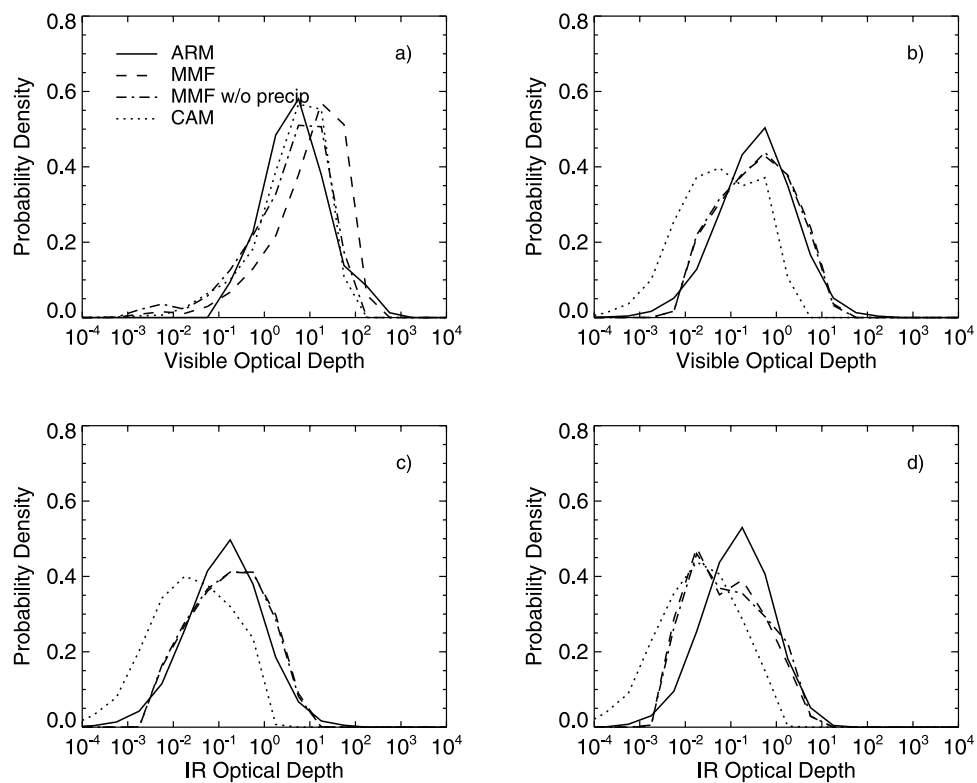 0.8
0.6
0.4
0.2
0.0
Probability Density
ARM
MMF
MMF w/o precip
CAM
a)
10^-4 10^-3 10^-2 10^-1 10^0 10^1 10^2 10^3 10^4
Visible Optical Depth
0.8
0.6
0.4
0.2
0.0
Probability Density
b)
10^-4 10^-3 10^-2 10^-1 10^0 10^1 10^2 10^3 10^4
Visible Optical Depth
0.8
0.6
0.4
0.2
0.0
Probability Density
c)
10^-4 10^-3 10^-2 10^-1 10^0 10^1 10^2 10^3 10^4
IR Optical Depth
0.8
0.6
0.4
0.2
0.0
Probability Density
d)
10^-4 10^-3 10^-2 10^-1 10^0 10^1 10^2 10^3 10^4
IR Optical Depth